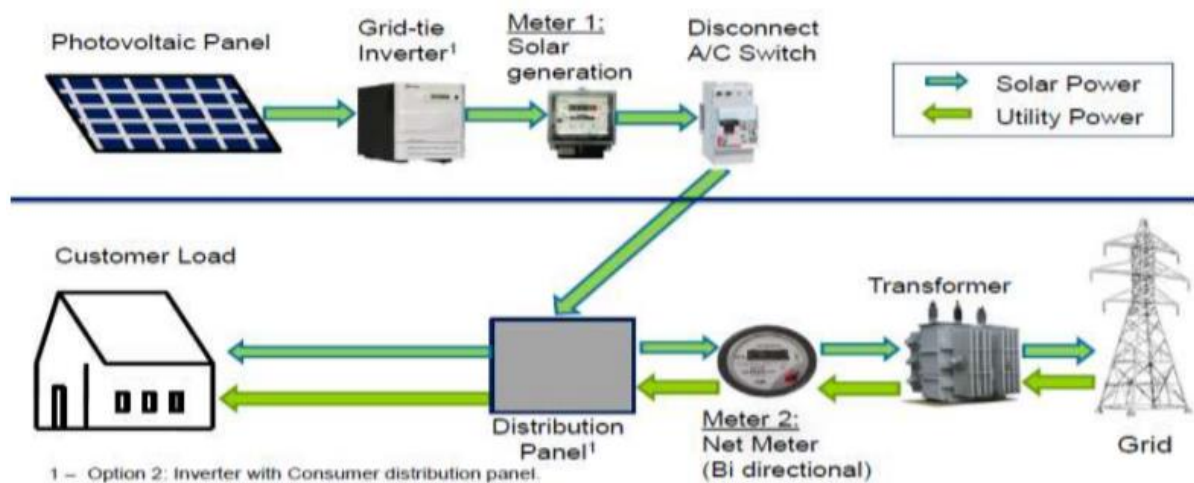 Photovoltaic Panel
Grid-tie
Inverter¹
Meter 1:
Solar
generation
Disconnect
A/C Switch
Solar Power
Utility Power
Customer Load
Transformer
Distribution
Panel¹
Meter 2:
Net Meter
(Bi directional)
Grid
1 – Option 2: Inverter with Consumer distribution panel.